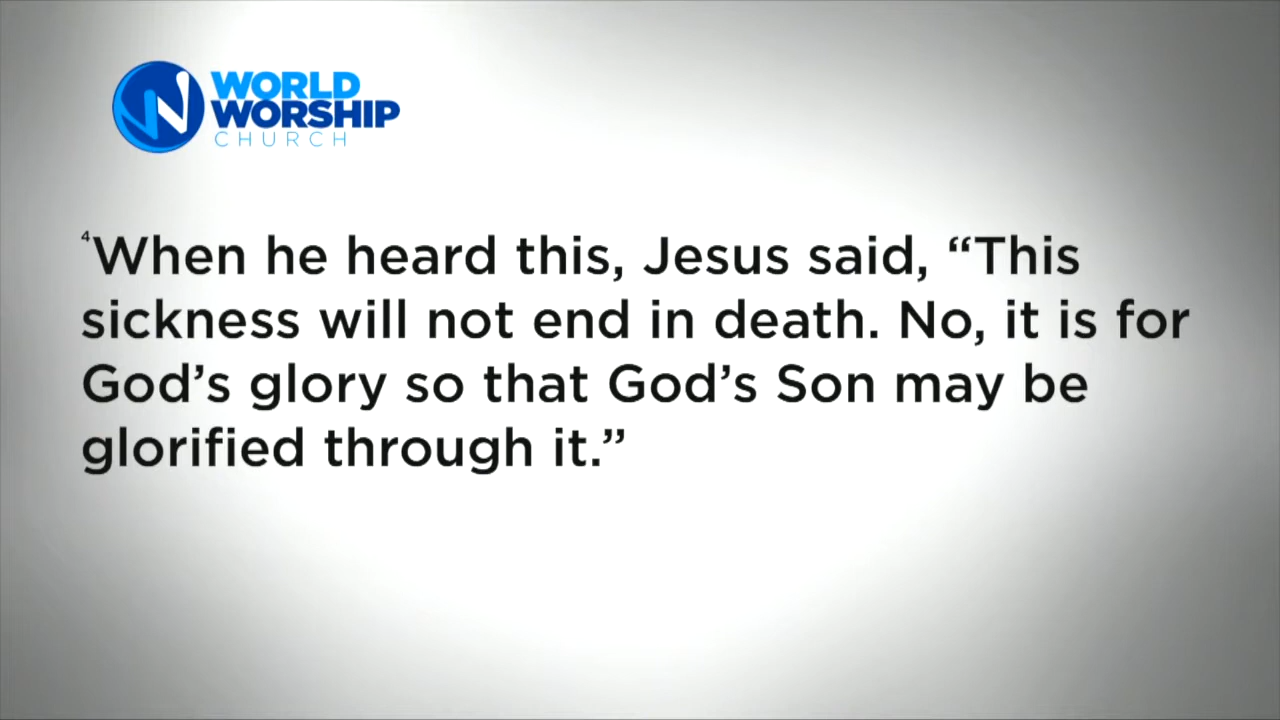 WORLD
WORSHIP
CHURCH
⁴When he heard this, Jesus said, “This
sickness will not end in death. No, it is for
God’s glory so that God’s Son may be
glorified through it.”